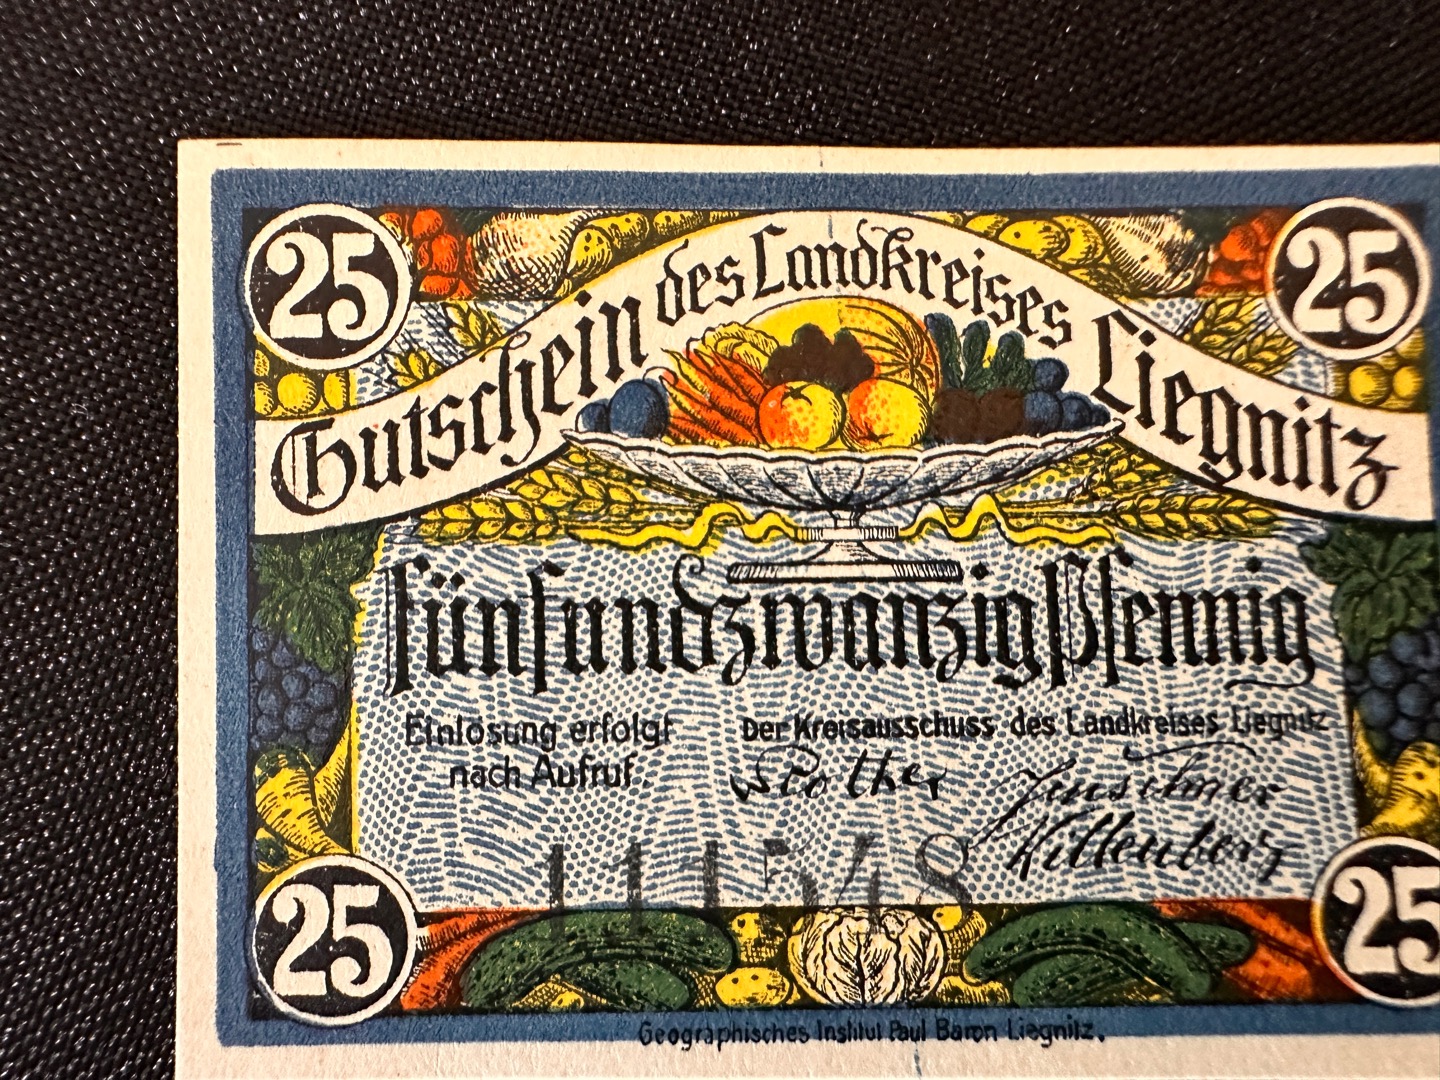 25 25
Gutschein des Landkreises Liegnitz
Fünfundzwanzig Pfennig
Einlösung erfolgt
nach Aufruf.
Der Kreisausschuss des Landkreises Liegnitz
Rother
111548
25 25
Geographisches Institut Paul Baron Liegnitz.